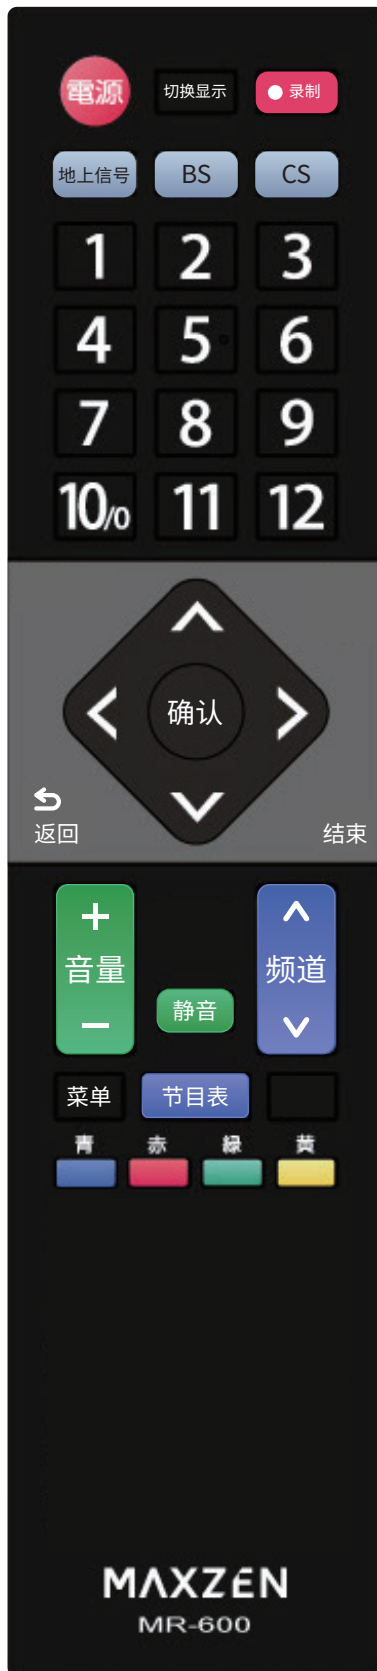 電源 切换显示 录制
地上信号 BS CS
1 2 3
4 5 6
7 8 9
10/0 11 12
确认
返回 结束
音量 频道
静音
菜单 节目表
青 赤 緑 黄
MAXZEN
MR-600